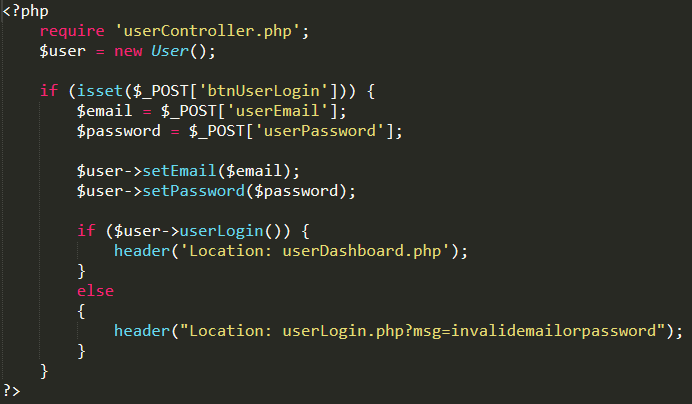 <?php
    require 'userController.php';
    $user = new User();

    if (isset($_POST['btnUserLogin'])) {
        $email = $_POST['userEmail'];
        $password = $_POST['userPassword'];

        $user->setEmail($email);
        $user->setPassword($password);

        if ($user->userLogin()) {
            header('Location: userDashboard.php');
        }
        else
        {
            header("Location: userLogin.php?msg=invalidemailorpassword");
        }
    }
?>